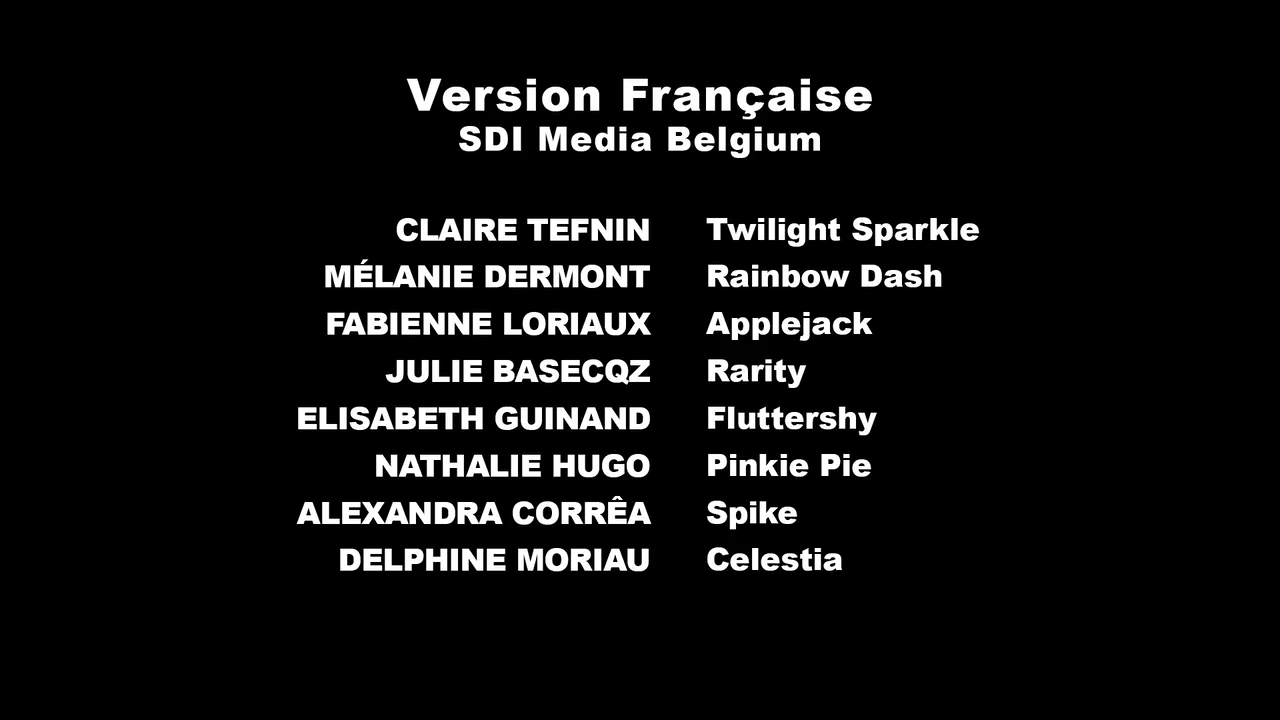 Version Française
SDI Media Belgium
CLAIRE TEFNIN Twilight Sparkle
MÉLANIE DERMONT Rainbow Dash
FABIENNE LORIAUX Applejack
JULIE BASECQZ Rarity
ELISABETH GUINAND Fluttershy
NATHALIE HUGO Pinkie Pie
ALEXANDRA CORRÊA Spike
DELPHINE MORIAU Celestia